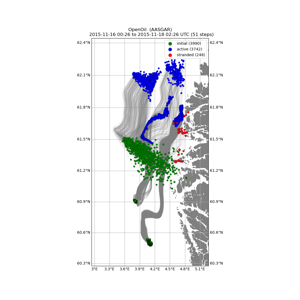 OpenOil (AASGAR)
2015-11-16 00:26 to 2015-11-18 02:26 UTC (51 steps)
initial (3990)
active (3742)
stranded (248)
62.4°N 62.4°N
62.1°N 62.1°N
61.8°N 61.8°N
61.5°N 61.5°N
61.2°N 61.2°N
60.9°N 60.9°N
60.6°N 60.6°N
60.3°N 60.3°N
3°E 3.3°E 3.6°E 3.9°E 4.2°E 4.5°E 4.8°E 5.1°E